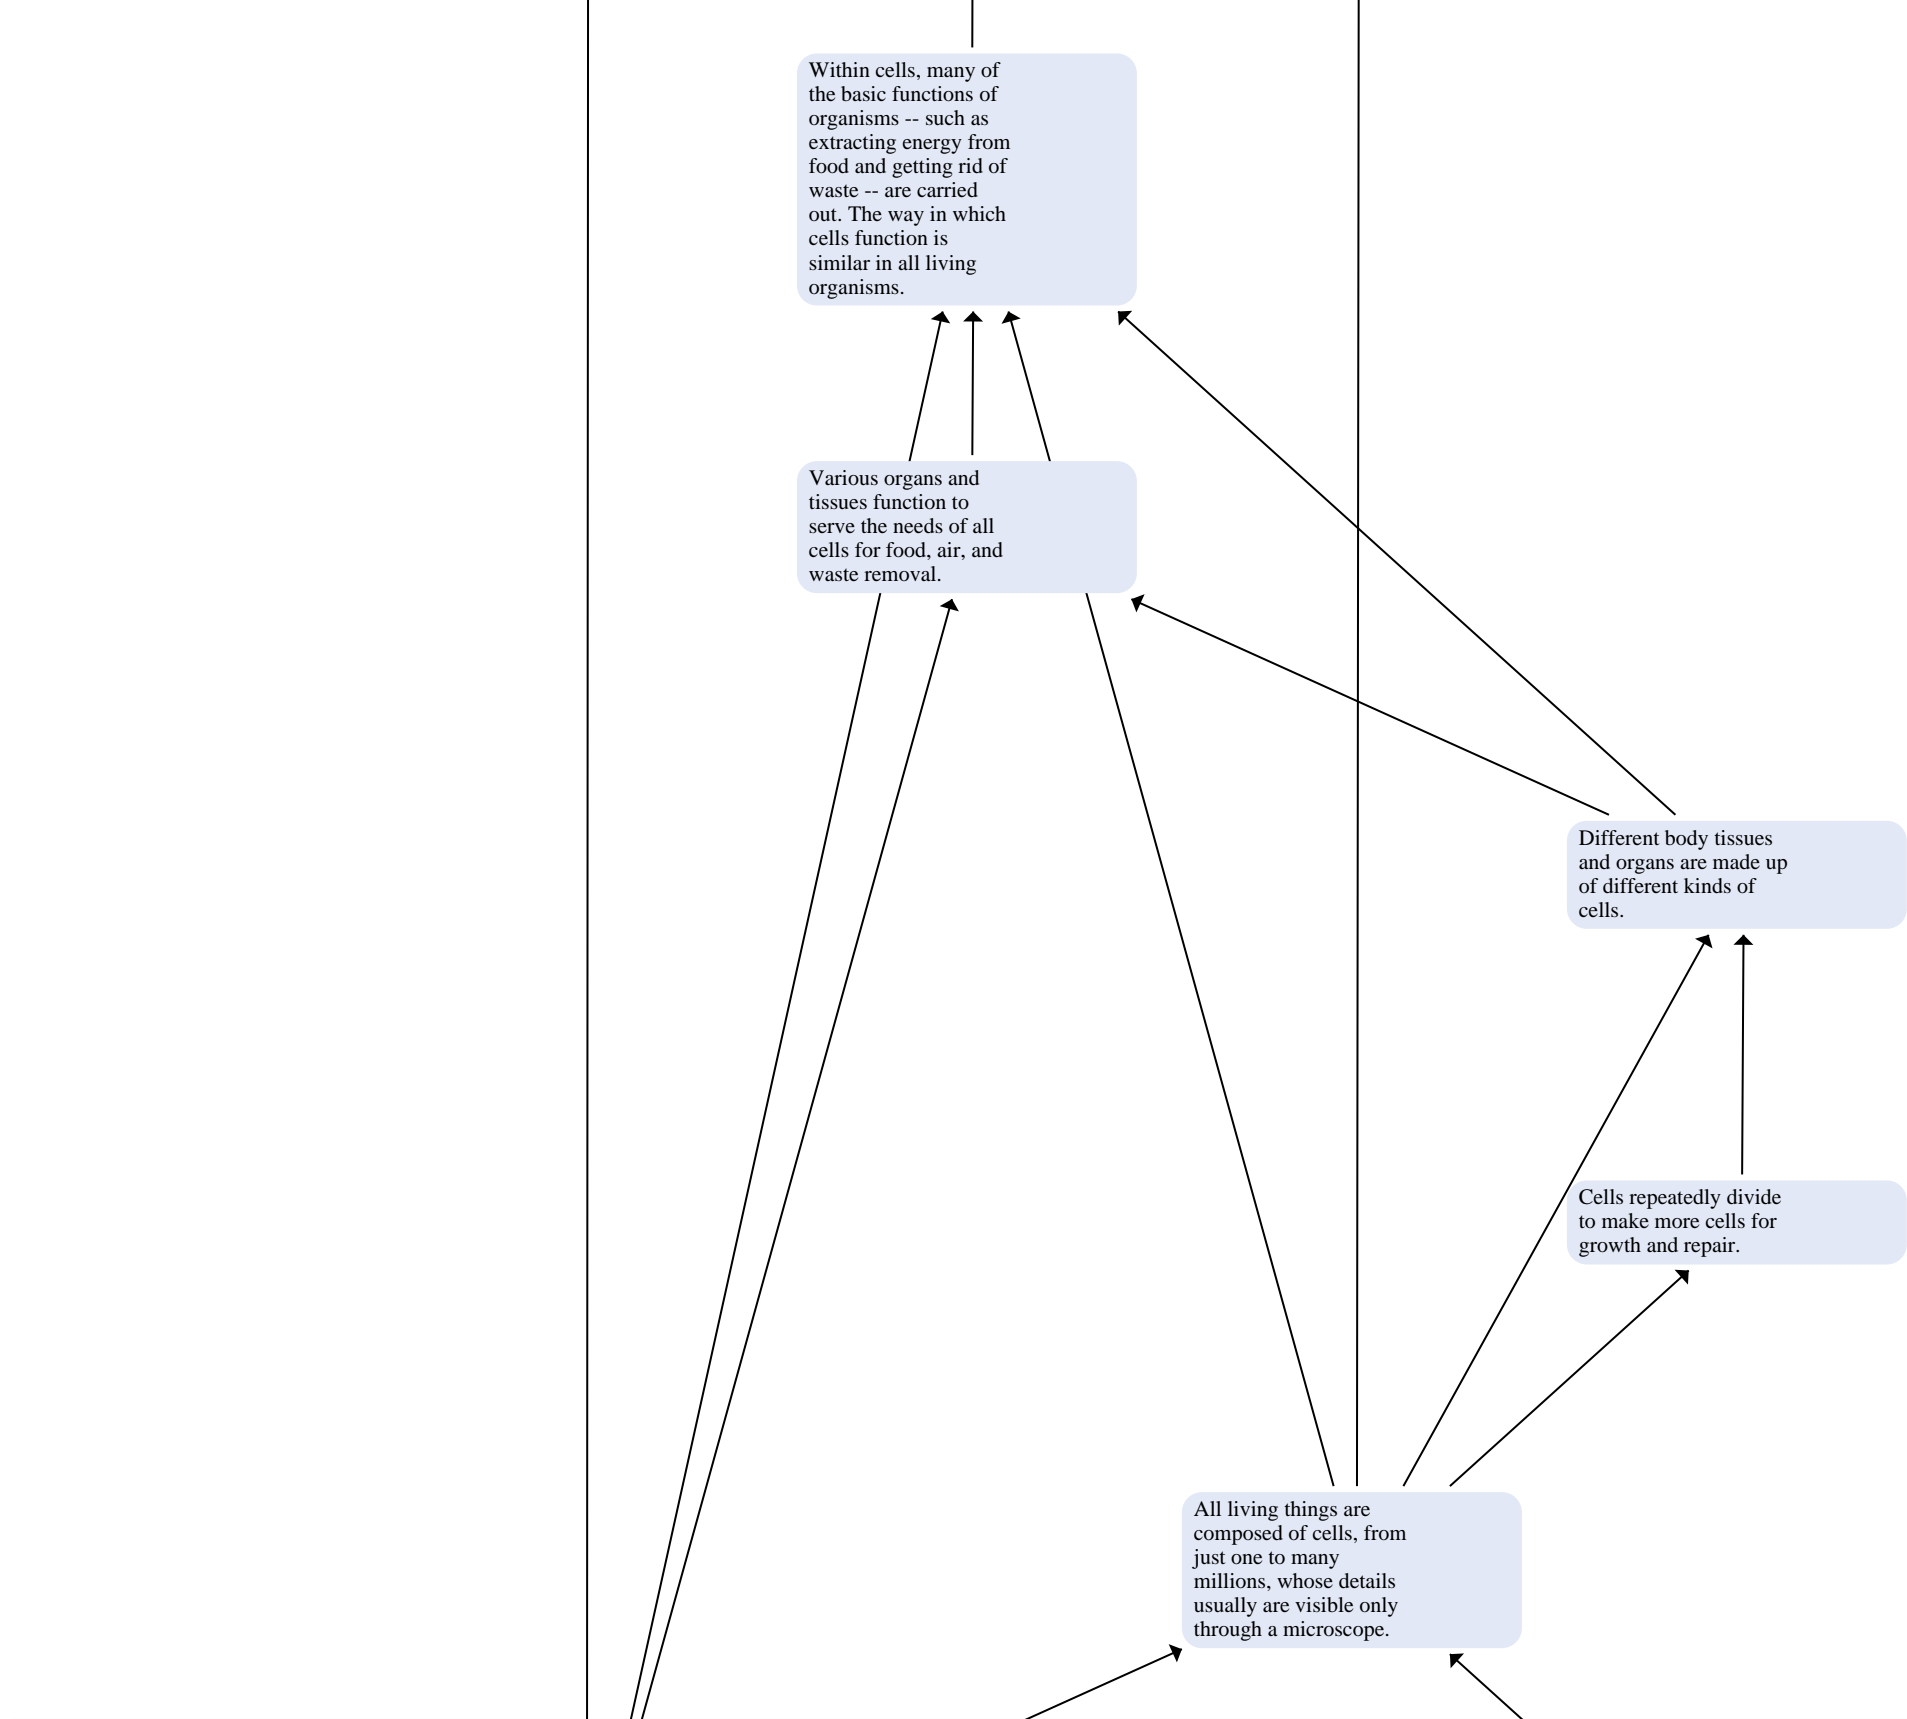 Within cells, many of
the basic functions of
organisms -- such as
extracting energy from
food and getting rid of
waste -- are carried
out. The way in which
cells function is
similar in all living
organisms.
Various organs and
tissues function to
serve the needs of all
cells for food, air, and
waste removal.
Different body tissues
and organs are made up
of different kinds of
cells.
Cells repeatedly divide
to make more cells for
growth and repair.
All living things are
composed of cells, from
just one to many
millions, whose details
usually are visible only
through a microscope.